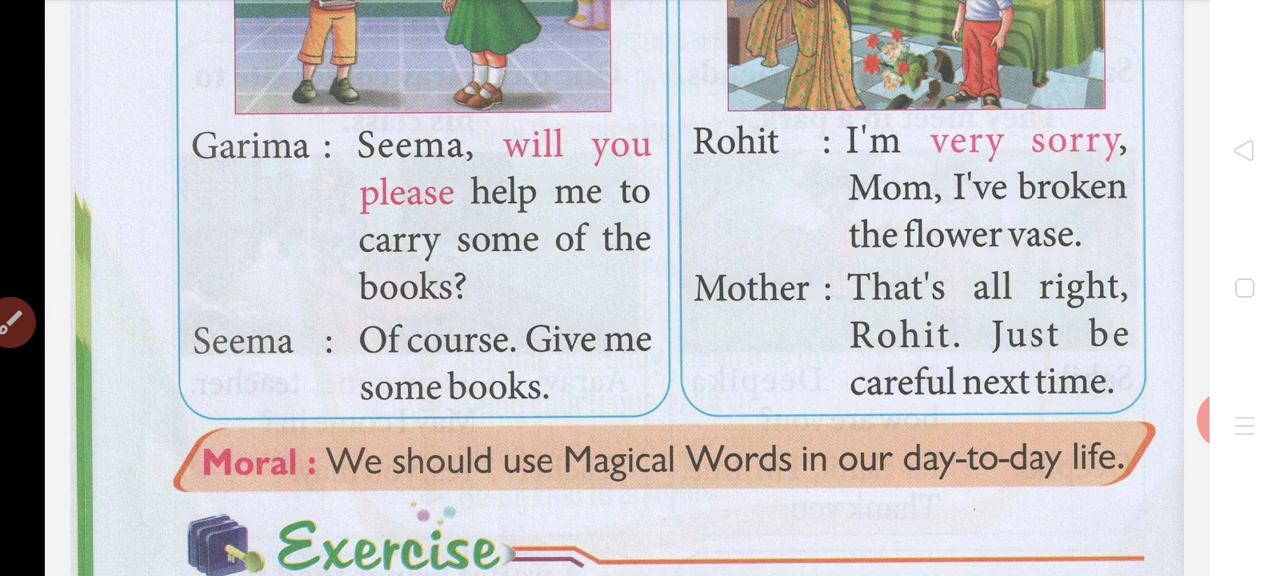 Garima : Seema, will you
please help me to
carry some of the
books?
Seema : Of course. Give me
some books.
Rohit : I'm very sorry,
Mom, I've broken
the flower vase.
Mother : That's all right,
Rohit. Just be
careful next time.
Moral : We should use Magical Words in our day-to-day life.
Exercise